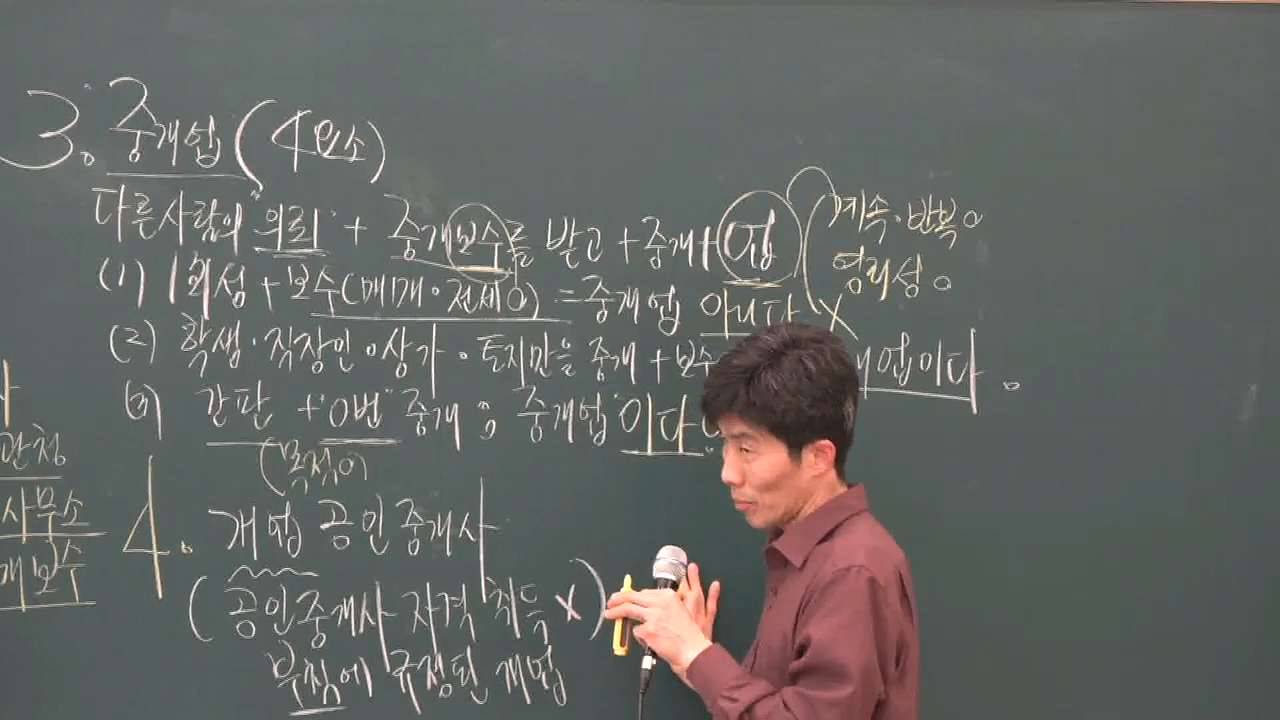 3. 중개업(4요소)
다른사람의 "의뢰" + 중개보수를 받고 +중개+업
계속·반복○
영리성○
(1) 1회성 +보수(매매·전세○) =중개업 아니다 X
(2) 학생·직장인·상가·토지만을 중개 +보수 개업이다.
(3) 간판 +"0번" 중개 : 중개업 이다
(목적○)
관청
사무소
개보수
4. 개업 공인중개사
(공인중개사 자격 취득 X)
부칙에 규정된 개업